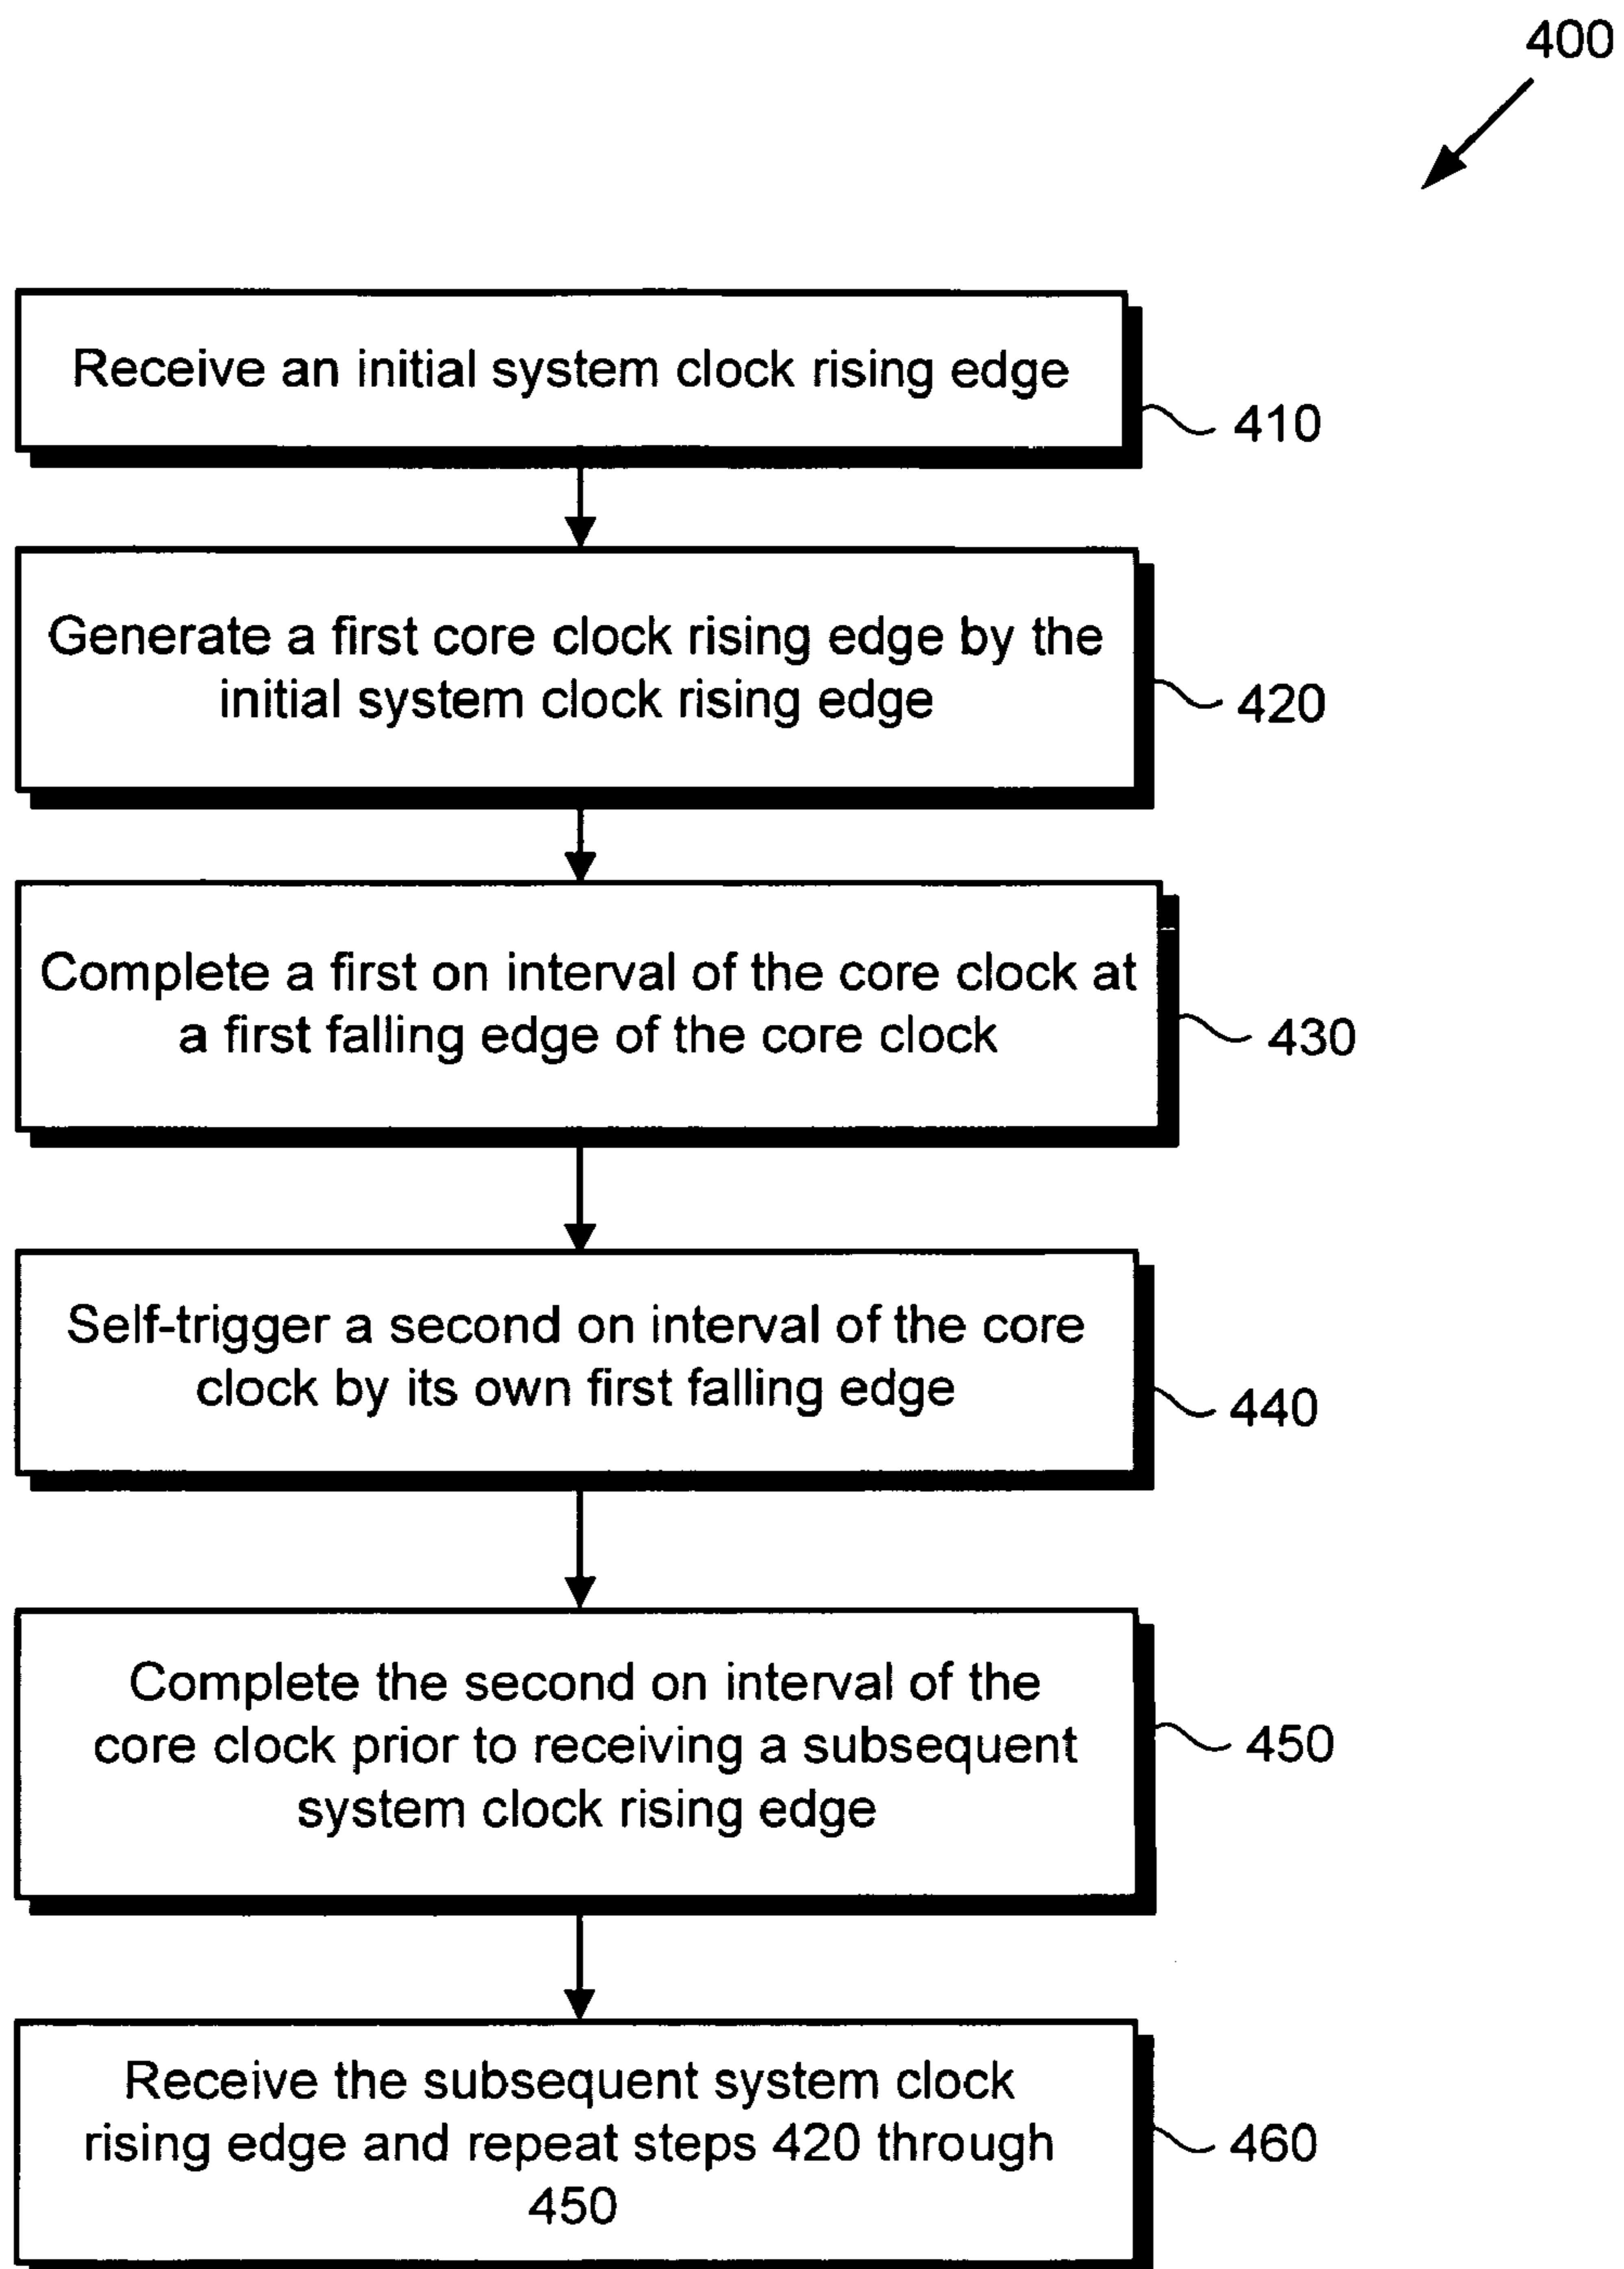 400
Receive an initial system clock rising edge
410
Generate a first core clock rising edge by the
initial system clock rising edge
420
Complete a first on interval of the core clock at
a first falling edge of the core clock
430
Self-trigger a second on interval of the core
clock by its own first falling edge
440
Complete the second on interval of the
core clock prior to receiving a subsequent
system clock rising edge
450
Receive the subsequent system clock
rising edge and repeat steps 420 through
450
460